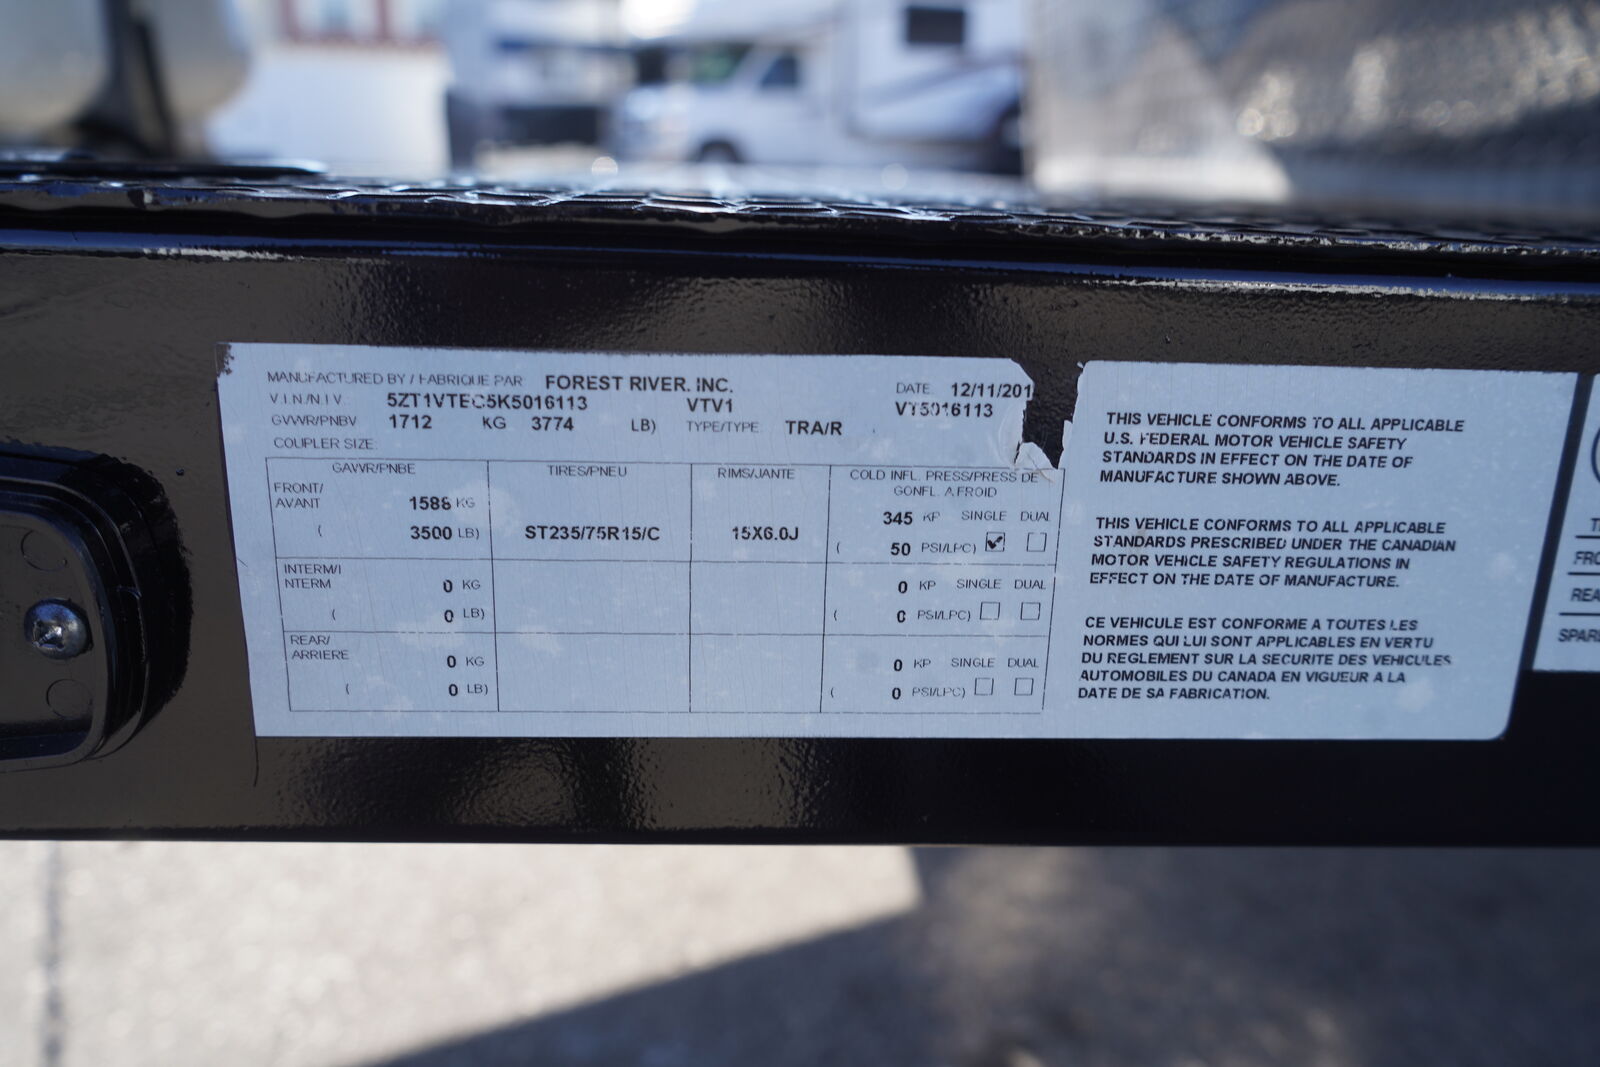 MANUFACTURED BY / FABRIQUE PAR FOREST RIVER, INC. DATE 12/11/201
V.I.N/N.I.V. 5ZT1VTEC5K5016113 VTV1 VT5016113
GVWR/PNBV 1712 KG 3774 LB) TYPE/TYPE TRA/R
COUPLER SIZE:
GAWR/PNBE TIRES/PNEU RIMS/JANTE COLD INFL. PRESS/PRESS DE
GONFL. A FROID
FRONT/
AVANT 1588 KG 345 KP SINGLE DUAL
( 3500 LB) ST235/75R15/C 15X6.0J ( 50 PSI/LPC)
INTERM/I
NTERM 0 KG 0 KP SINGLE DUAL
( 0 LB) ( 0 PSI/LPC)
REAR/
ARRIERE 0 KG 0 KP SINGLE DUAL
( 0 LB) ( 0 PSI/LPC)
THIS VEHICLE CONFORMS TO ALL APPLICABLE
U.S. FEDERAL MOTOR VEHICLE SAFETY
STANDARDS IN EFFECT ON THE DATE OF
MANUFACTURE SHOWN ABOVE.
THIS VEHICLE CONFORMS TO ALL APPLICABLE
STANDARDS PRESCRIBED UNDER THE CANADIAN
MOTOR VEHICLE SAFETY REGULATIONS IN
EFFECT ON THE DATE OF MANUFACTURE.
CE VEHICULE EST CONFORME A TOUTES LES
NORMES QUI LUI SONT APPLICABLES EN VERTU
DU REGLEMENT SUR LA SECURITE DES VEHICULES
AUTOMOBILES DU CANADA EN VIGUEUR A LA
DATE DE SA FABRICATION.